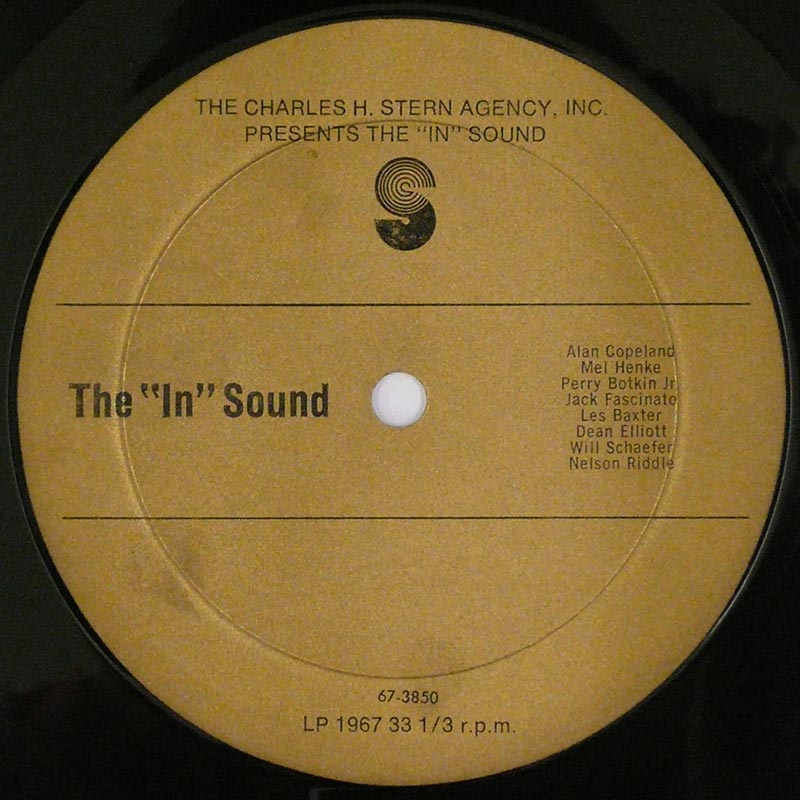 THE CHARLES H. STERN AGENCY, INC.
PRESENTS THE "IN" SOUND
S
The "In" Sound
Alan Copeland
Mel Henke
Perry Botkin Jr.
Jack Fascinato
Les Baxter
Dean Elliott
Will Schaefer
Nelson Riddle
67-3850
LP 1967 33 1/3 r.p.m.